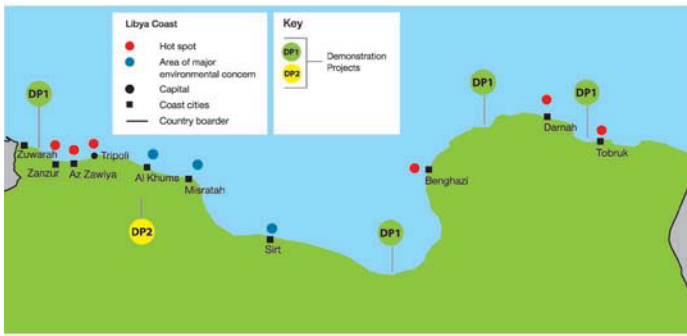 Libya Coast
Hot spot
Area of major
environmental concern
Capital
Coast cities
Country boarder
Key
DP1
DP2
Demonstration
Projects
DP1
DP1
DP1
Darnah
Tobruk
Zuwarah
Zanzur
Az Zawiya
Tripoli
Al Khums
Misratah
Benghazi
DP2
Sirt
DP1